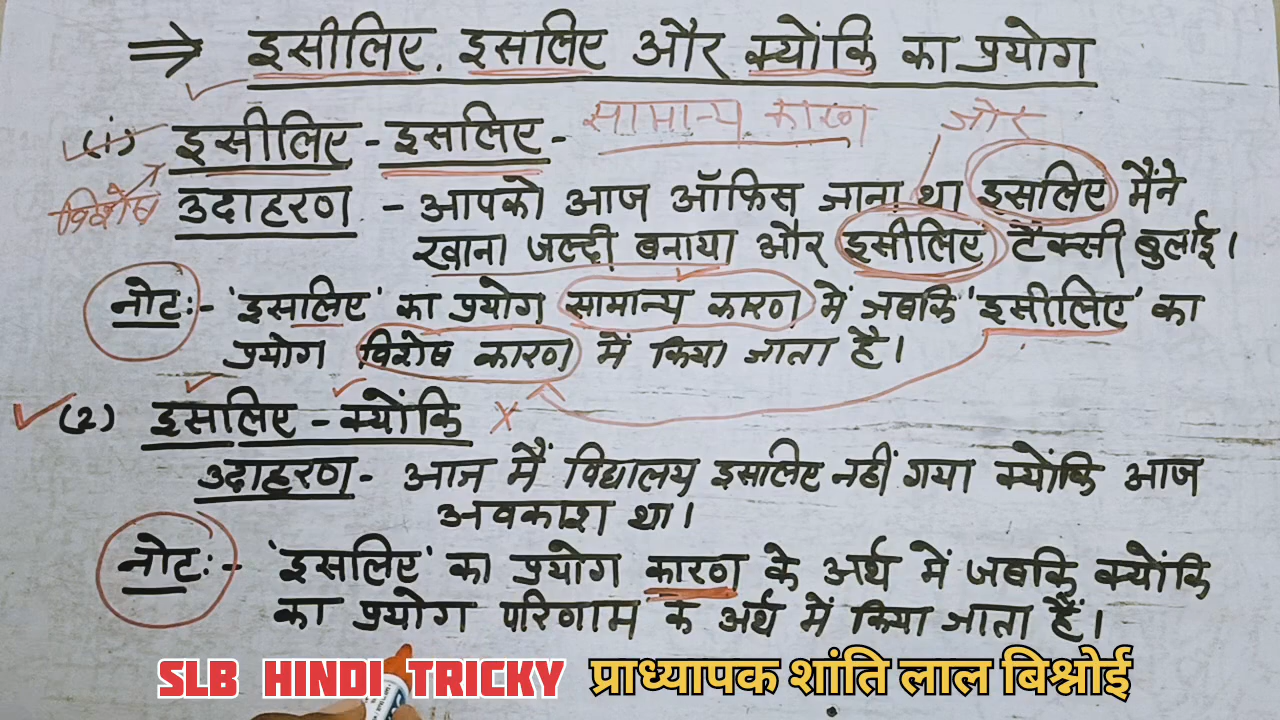 ⇒ इसीलिए, इसलिए और क्योंकि का प्रयोग
सामान्य कारण और
(i) इसीलिए - इसलिए -
विशेष
उदाहरण - आपको आज ऑफिस जाना था इसलिए मैंने
खाना जल्दी बनाया और इसीलिए टैक्सी बुलाई।
नोट:- 'इसलिए' का प्रयोग सामान्य कारण में जबकि 'इसीलिए' का
प्रयोग विशेष कारण में किया जाता है।
(2) इसलिए - क्योंकि x
उदाहरण - आज मैं विद्यालय इसलिए नहीं गया क्योंकि आज
अवकाश था।
नोट:- 'इसलिए' का प्रयोग कारण के अर्थ में जबकि क्योंकि
का प्रयोग परिणाम के अर्थ में किया जाता हैं।
SLB HINDI TRICKY प्राध्यापक शांति लाल बिश्नोई